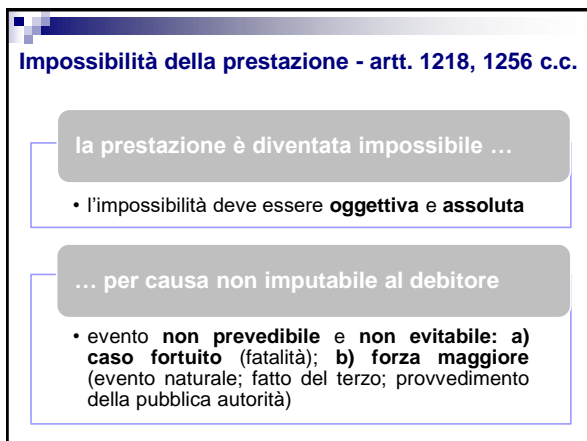 Impossibilità della prestazione - artt. 1218, 1256 c.c.
la prestazione è diventata impossibile …
• l'impossibilità deve essere oggettiva e assoluta
… per causa non imputabile al debitore
• evento non prevedibile e non evitabile: a)
caso fortuito (fatalità); b) forza maggiore
(evento naturale; fatto del terzo; provvedimento
della pubblica autorità)